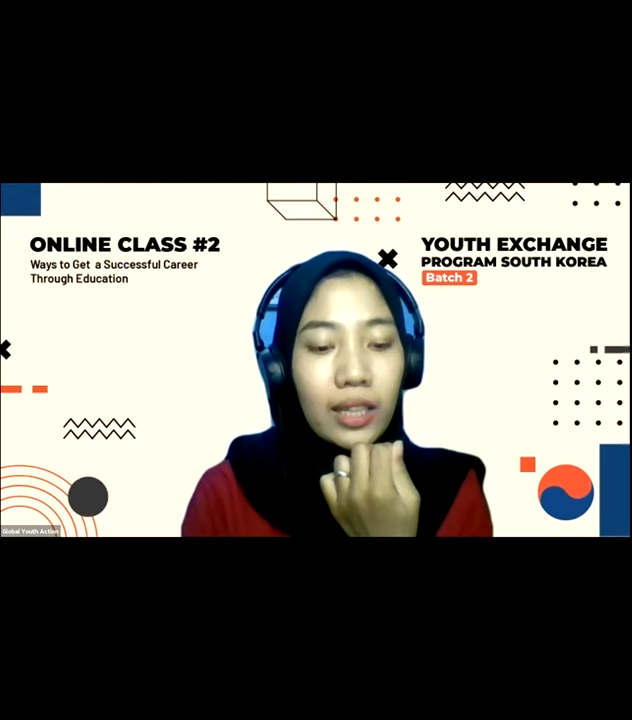 ONLINE CLASS #2
Ways to Get a Successful Career
Through Education
YOUTH EXCHANGE
PROGRAM SOUTH KOREA
Batch 2
Global Youth Action